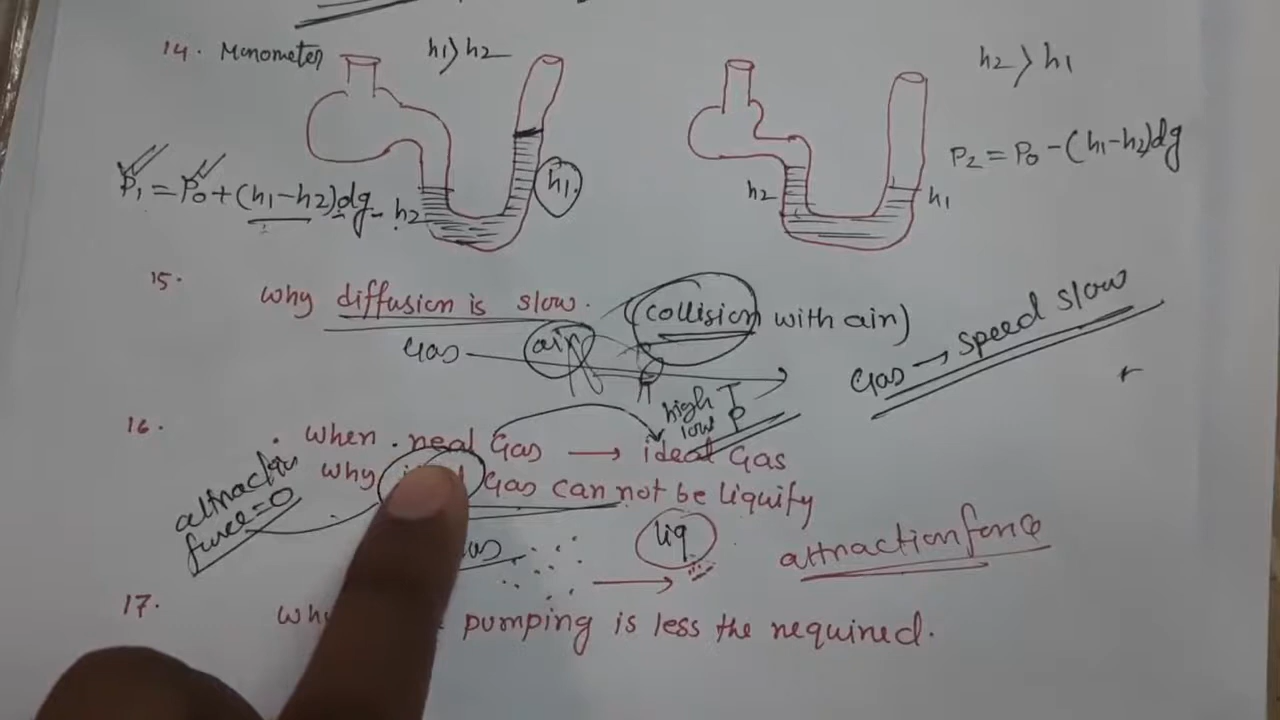 14. Manometer
h1>h2
h2 > h1
P1 = P0 + (h1-h2)dg
h2
h1.
P2 = P0 - (h1-h2)dg
h2
h1
15.
why diffusion is slow.
(collision with air)
Gas
air
Gas → speed slow
high T
low P
16.
. when . real Gas → ideal Gas
why Gas can not be liquify
attraction
force=0
liq
attraction force
17.
pumping is less the required.